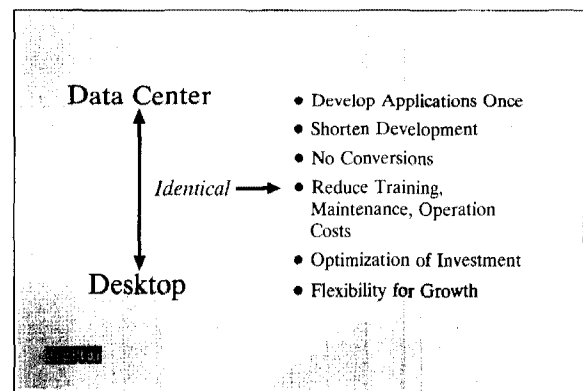 Data Center
Identical
Desktop
• Develop Applications Once
• Shorten Development
• No Conversions
• Reduce Training,
Maintenance, Operation
Costs
• Optimization of Investment
• Flexibility for Growth